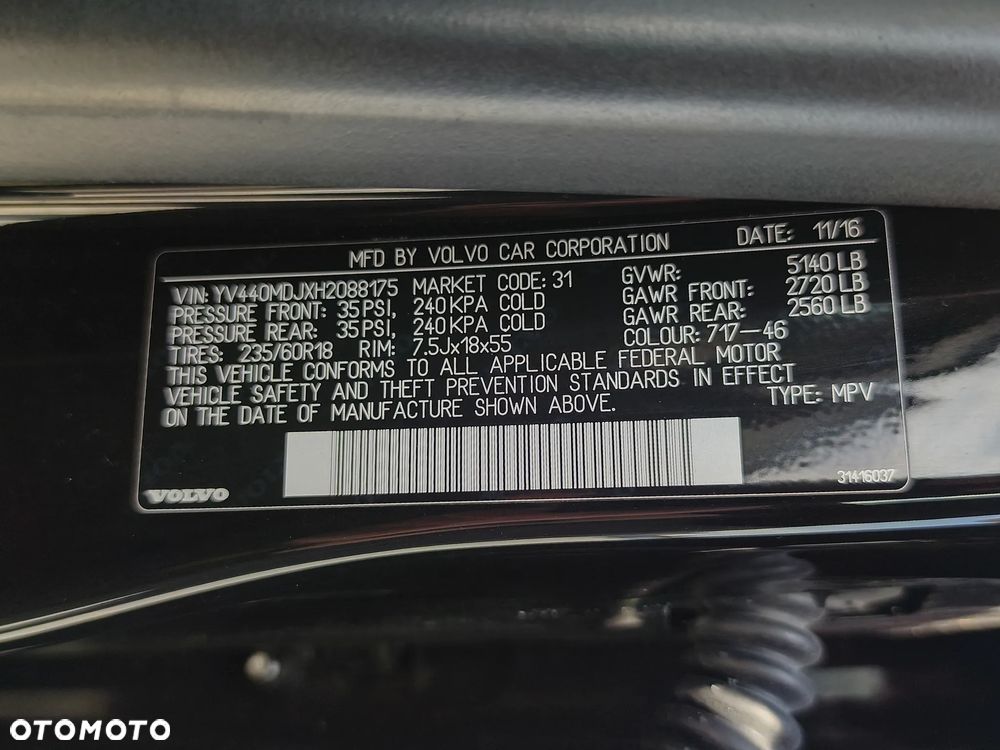 MFD BY VOLVO CAR CORPORATION DATE: 11/16
VIN: YV440MDJXH2088175 MARKET CODE: 31 GVWR: 5140 LB
PRESSURE FRONT: 35 PSI, 240 KPA COLD GAWR FRONT: 2720 LB
PRESSURE REAR: 35 PSI, 240 KPA COLD GAWR REAR: 2560 LB
TIRES: 235/60R18 RIM: 7.5Jx18x55 COLOUR: 717-46
THIS VEHICLE CONFORMS TO ALL APPLICABLE FEDERAL MOTOR
VEHICLE SAFETY AND THEFT PREVENTION STANDARDS IN EFFECT
ON THE DATE OF MANUFACTURE SHOWN ABOVE. TYPE: MPV
VOLVO 31416037
OTOMOTO